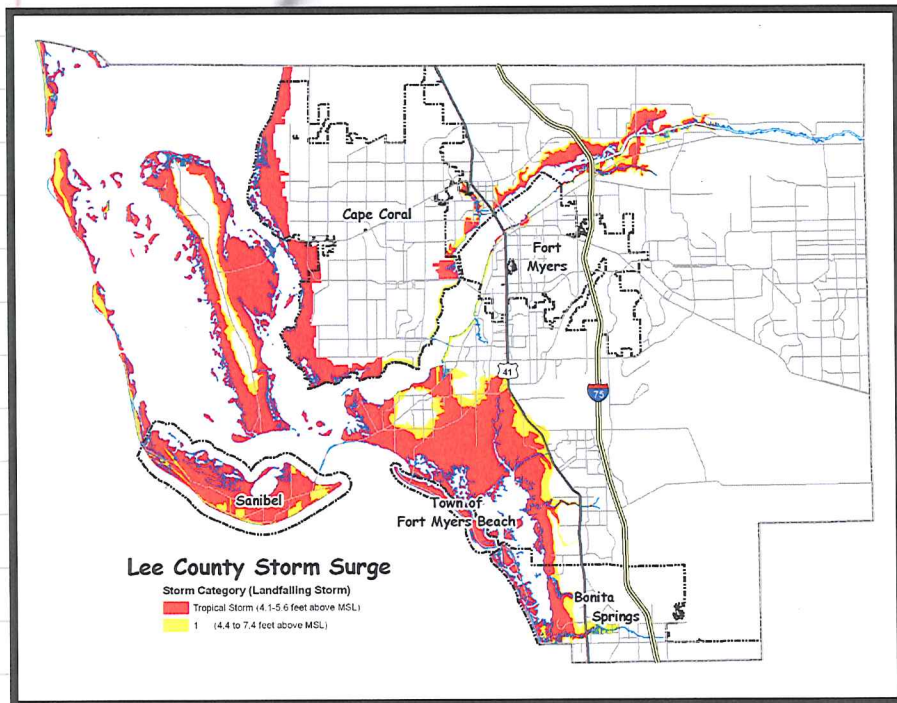 Cape Coral
Fort
Myers
41
75
Sanibel
Town of
Fort Myers Beach
Lee County Storm Surge
Storm Category (Landfalling Storm)
Tropical Storm (4.1-5.6 feet above MSL)
1 (4.4 to 7.4 feet above MSL)
Bonita
Springs